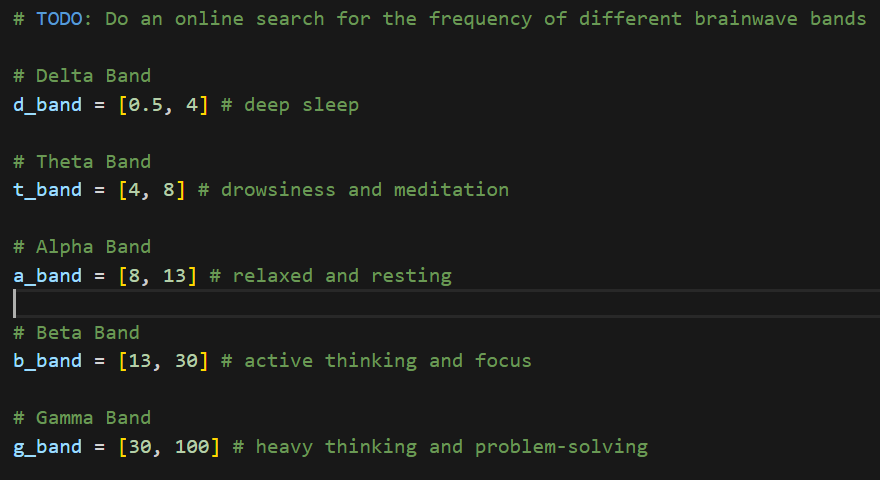 # TODO: Do an online search for the frequency of different brainwave bands
# Delta Band
d_band = [0.5, 4] # deep sleep
# Theta Band
t_band = [4, 8] # drowsiness and meditation
# Alpha Band
a_band = [8, 13] # relaxed and resting
# Beta Band
b_band = [13, 30] # active thinking and focus
# Gamma Band
g_band = [30, 100] # heavy thinking and problem-solving